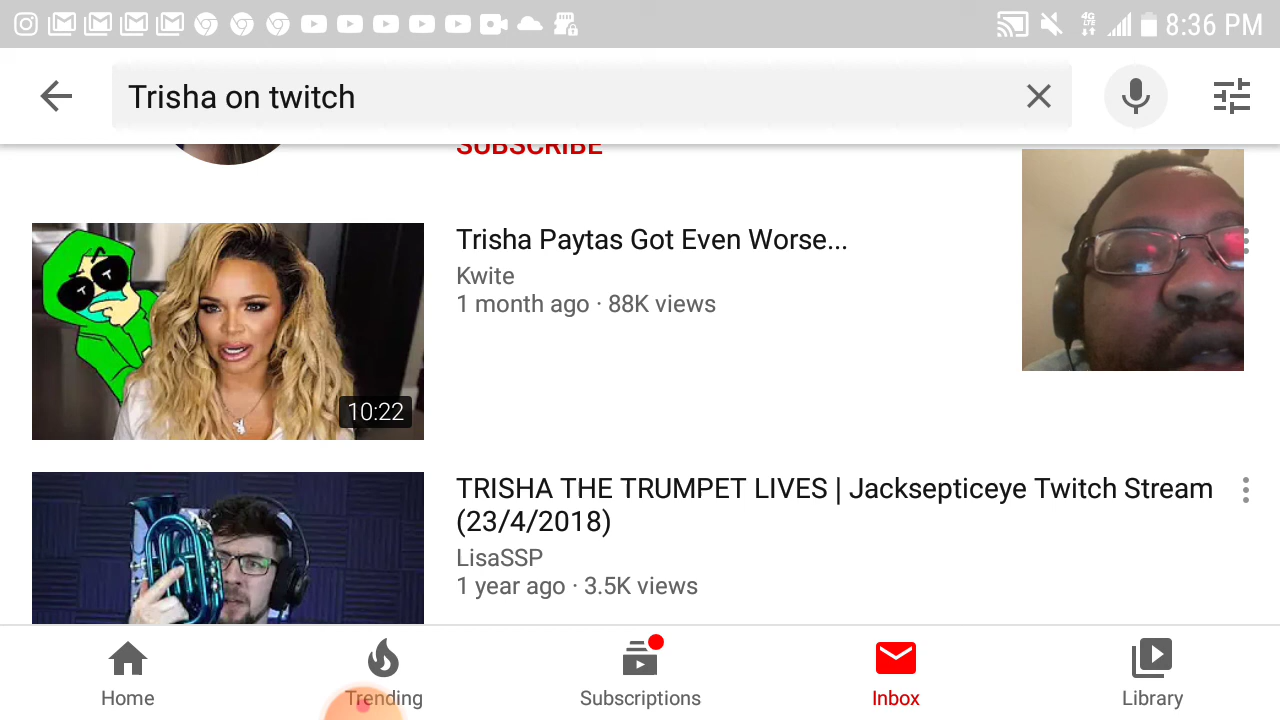 4G LTE 8:36 PM
Trisha on twitch
SUBSCRIBE
Trisha Paytas Got Even Worse...
Kwite
1 month ago · 88K views
10:22
TRISHA THE TRUMPET LIVES | Jacksepticeye Twitch Stream
(23/4/2018)
LisaSSP
1 year ago · 3.5K views
Home Trending Subscriptions Inbox Library